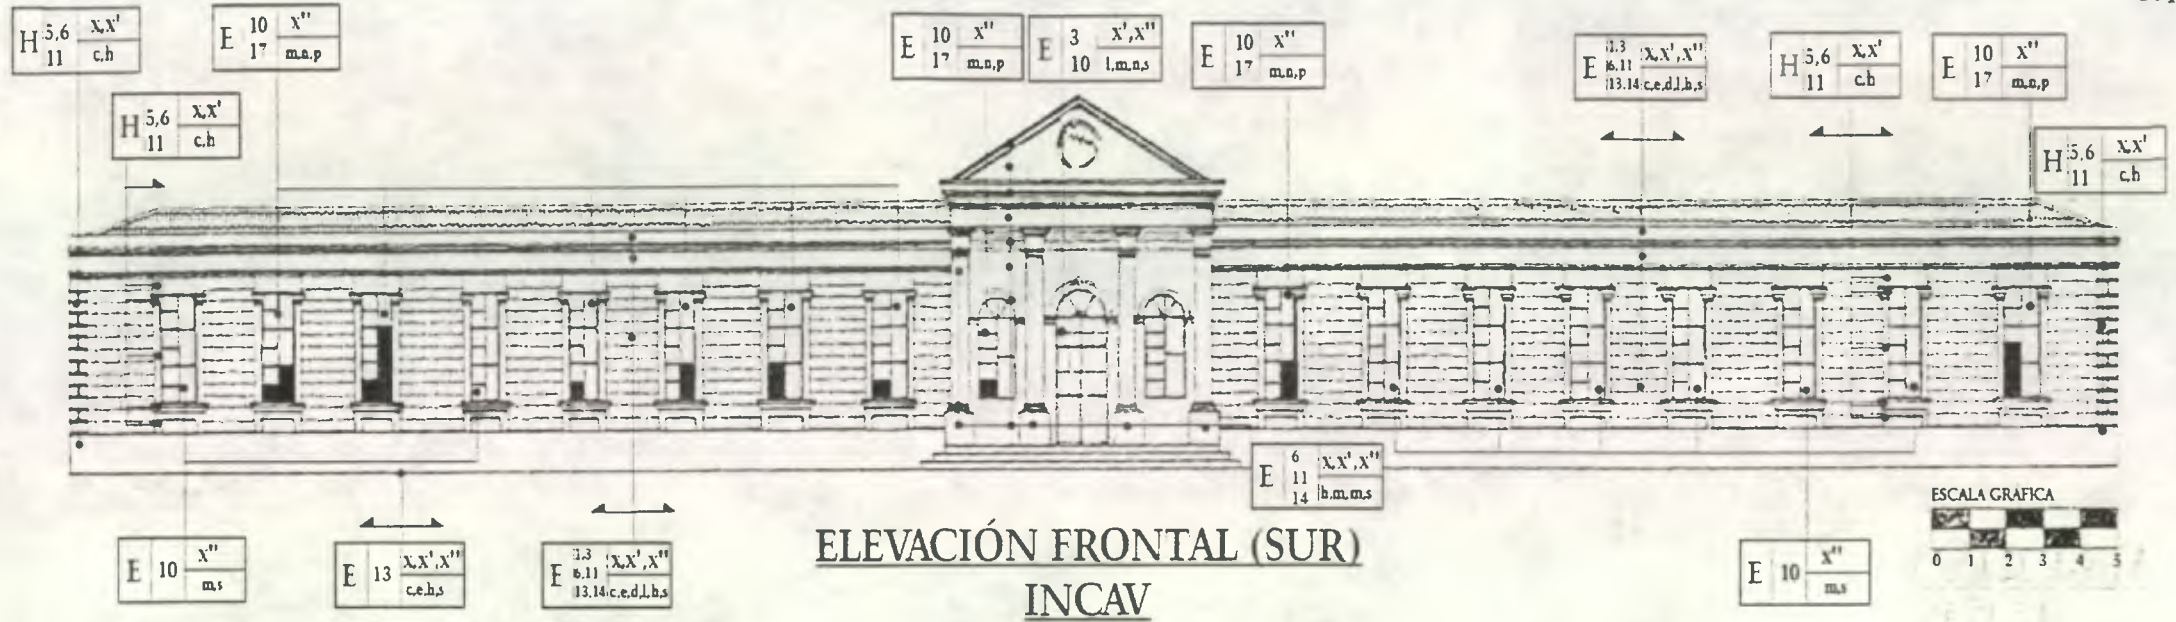 H 5,6 x,x'
11 c,h
E 10 x''
17 m,n,p
E 10 x''
17 m,n,p
E 3 x',x''
10 l,m,n,s
E 10 x''
17 m,n,p
E 1,3 x,x',x''
6,11
13,14 c,e,d,l,h,s
H 5,6 x,x'
11 c,h
E 10 x''
17 m,n,p
H 5,6 x,x'
11 c,h
H 5,6 x,x'
11 c,h
E 6 x,x',x''
11
14 h,m,m,s
ESCALA GRAFICA
0 1 2 3 4 5
E 10 x''
m,s
E 13 x,x',x''
c,e,h,s
E 1,3 x,x',x''
6,11
13,14 c,e,d,l,h,s
E 10 x''
m,s
ELEVACIÓN FRONTAL (SUR)
INCAV